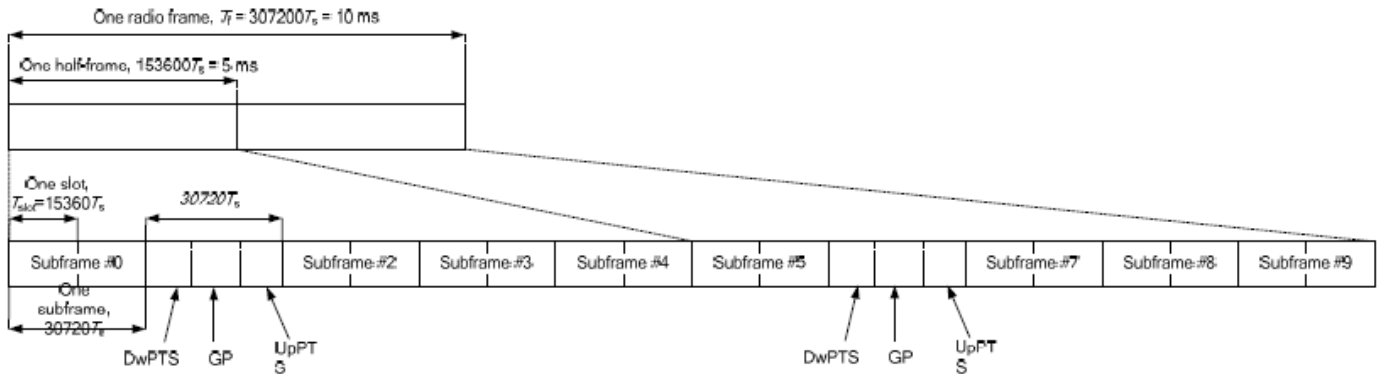 One radio frame, Tf = 307200Ts = 10 ms
One half-frame, 153600Ts = 5 ms
One slot,
Tslot=15360Ts
30720Ts
Subframe #0
Subframe #2
Subframe #3
Subframe #4
Subframe #5
Subframe #7
Subframe #8
Subframe #9
One
subframe,
30720Ts
DwPTS
GP
UpPT
S
DwPTS
GP
UpPT
S